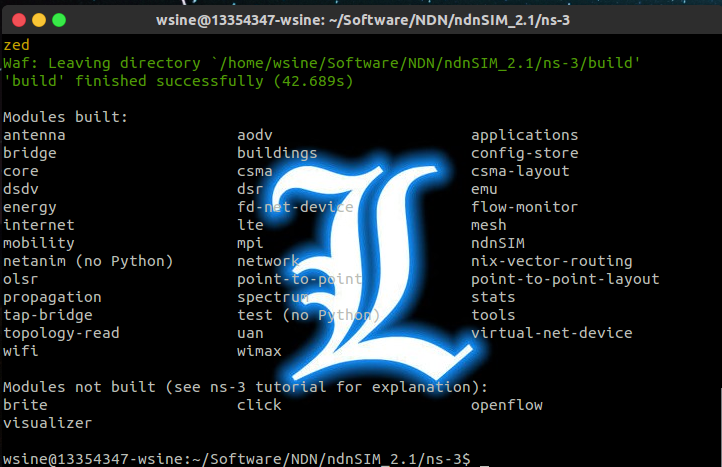 wsine@13354347-wsine: ~/Software/NDN/ndnSIM_2.1/ns-3
zed
Waf: Leaving directory `/home/wsine/Software/NDN/ndnSIM_2.1/ns-3/build'
'build' finished successfully (42.689s)
Modules built:
antenna aodv applications
bridge buildings config-store
core csma csma-layout
dsdv dsr emu
energy fd-net-device flow-monitor
internet lte mesh
mobility mpi ndnSIM
netanim (no Python) network nix-vector-routing
olsr point-to-point point-to-point-layout
propagation spectrum stats
tap-bridge test (no Python) tools
topology-read uan virtual-net-device
wifi wimax
Modules not built (see ns-3 tutorial for explanation):
brite click openflow
visualizer
wsine@13354347-wsine:~/Software/NDN/ndnSIM_2.1/ns-3$ _